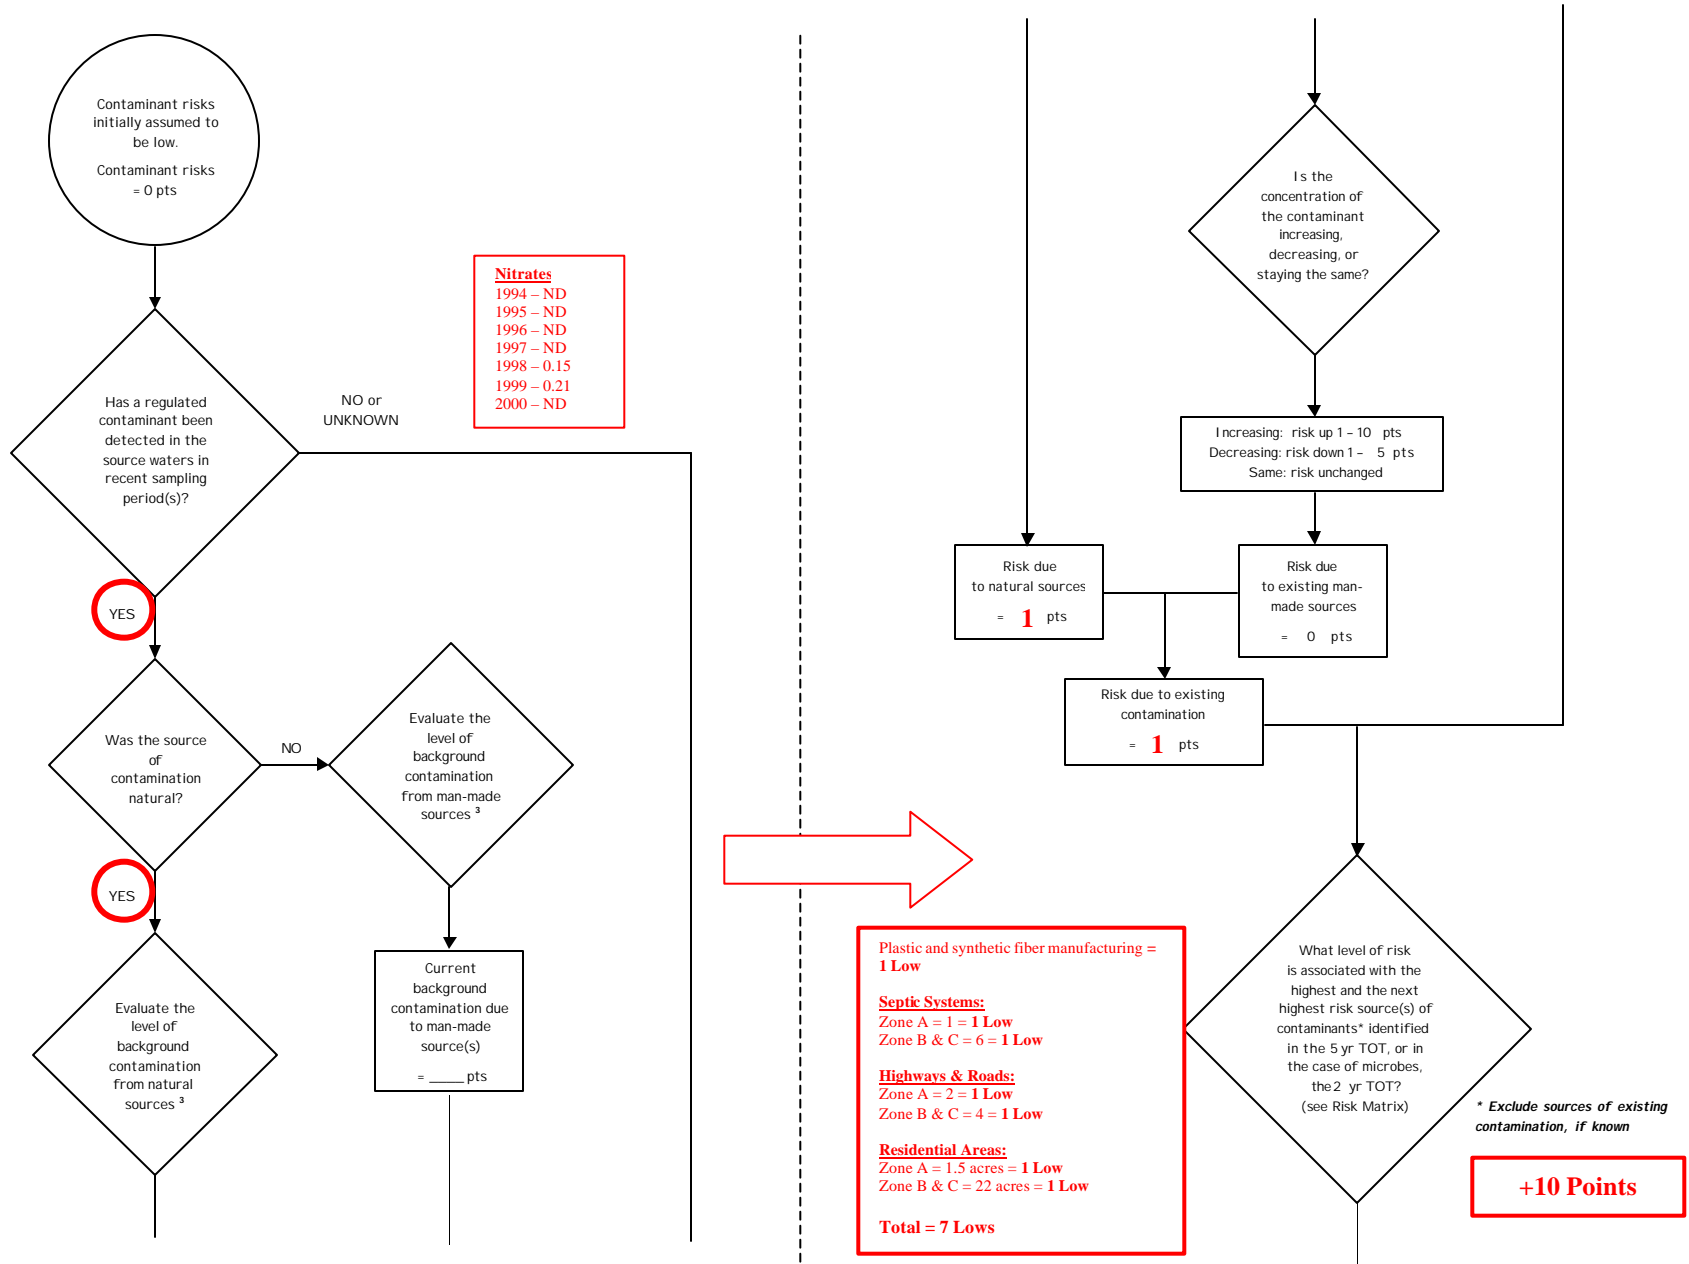 Contaminant risks
initially assumed to
be low.
Contaminant risks
= 0 pts
Nitrates
1994 – ND
1995 – ND
1996 – ND
1997 – ND
1998 – 0.15
1999 – 0.21
2000 – ND
Has a regulated
contaminant been
detected in the
source waters in
recent sampling
period(s)?
NO or
UNKNOWN
YES
Was the source
of
contamination
natural?
NO
Evaluate the
level of
background
contamination
from man-made
sources ³
YES
Evaluate the
level of
background
contamination
from natural
sources ³
Current
background
contamination due
to man-made
source(s)
= _____ pts
Is the
concentration of
the contaminant
increasing,
decreasing, or
staying the same?
Increasing: risk up 1 – 10 pts
Decreasing: risk down 1 – 5 pts
Same: risk unchanged
Risk due
to natural sources
= 1 pts
Risk due
to existing man-
made sources
= 0 pts
Risk due to existing
contamination
= 1 pts
Plastic and synthetic fiber manufacturing =
1 Low
Septic Systems:
Zone A = 1 = 1 Low
Zone B & C = 6 = 1 Low
Highways & Roads:
Zone A = 2 = 1 Low
Zone B & C = 4 = 1 Low
Residential Areas:
Zone A = 1.5 acres = 1 Low
Zone B & C = 22 acres = 1 Low
Total = 7 Lows
What level of risk
is associated with the
highest and the next
highest risk source(s) of
contaminants* identified
in the 5 yr TOT, or in
the case of microbes,
the 2 yr TOT?
(see Risk Matrix)
* Exclude sources of existing
contamination, if known
+10 Points